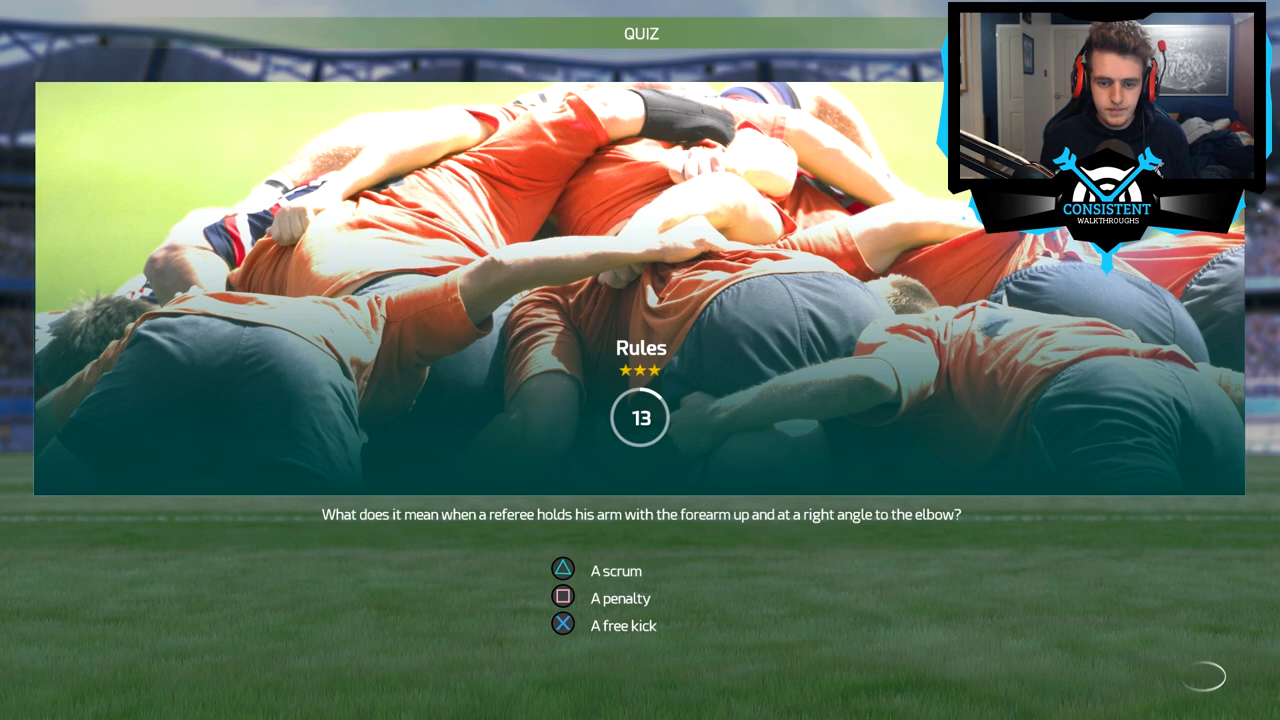 QUIZ
CONSISTENT
WALKTHROUGHS
Rules
13
What does it mean when a referee holds his arm with the forearm up and at a right angle to the elbow?
A scrum
A penalty
A free kick